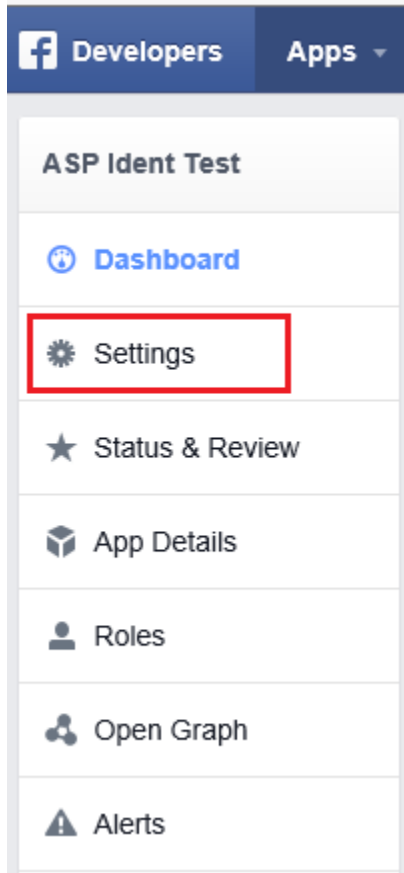 Developers Apps
ASP Ident Test
Dashboard
Settings
Status & Review
App Details
Roles
Open Graph
Alerts